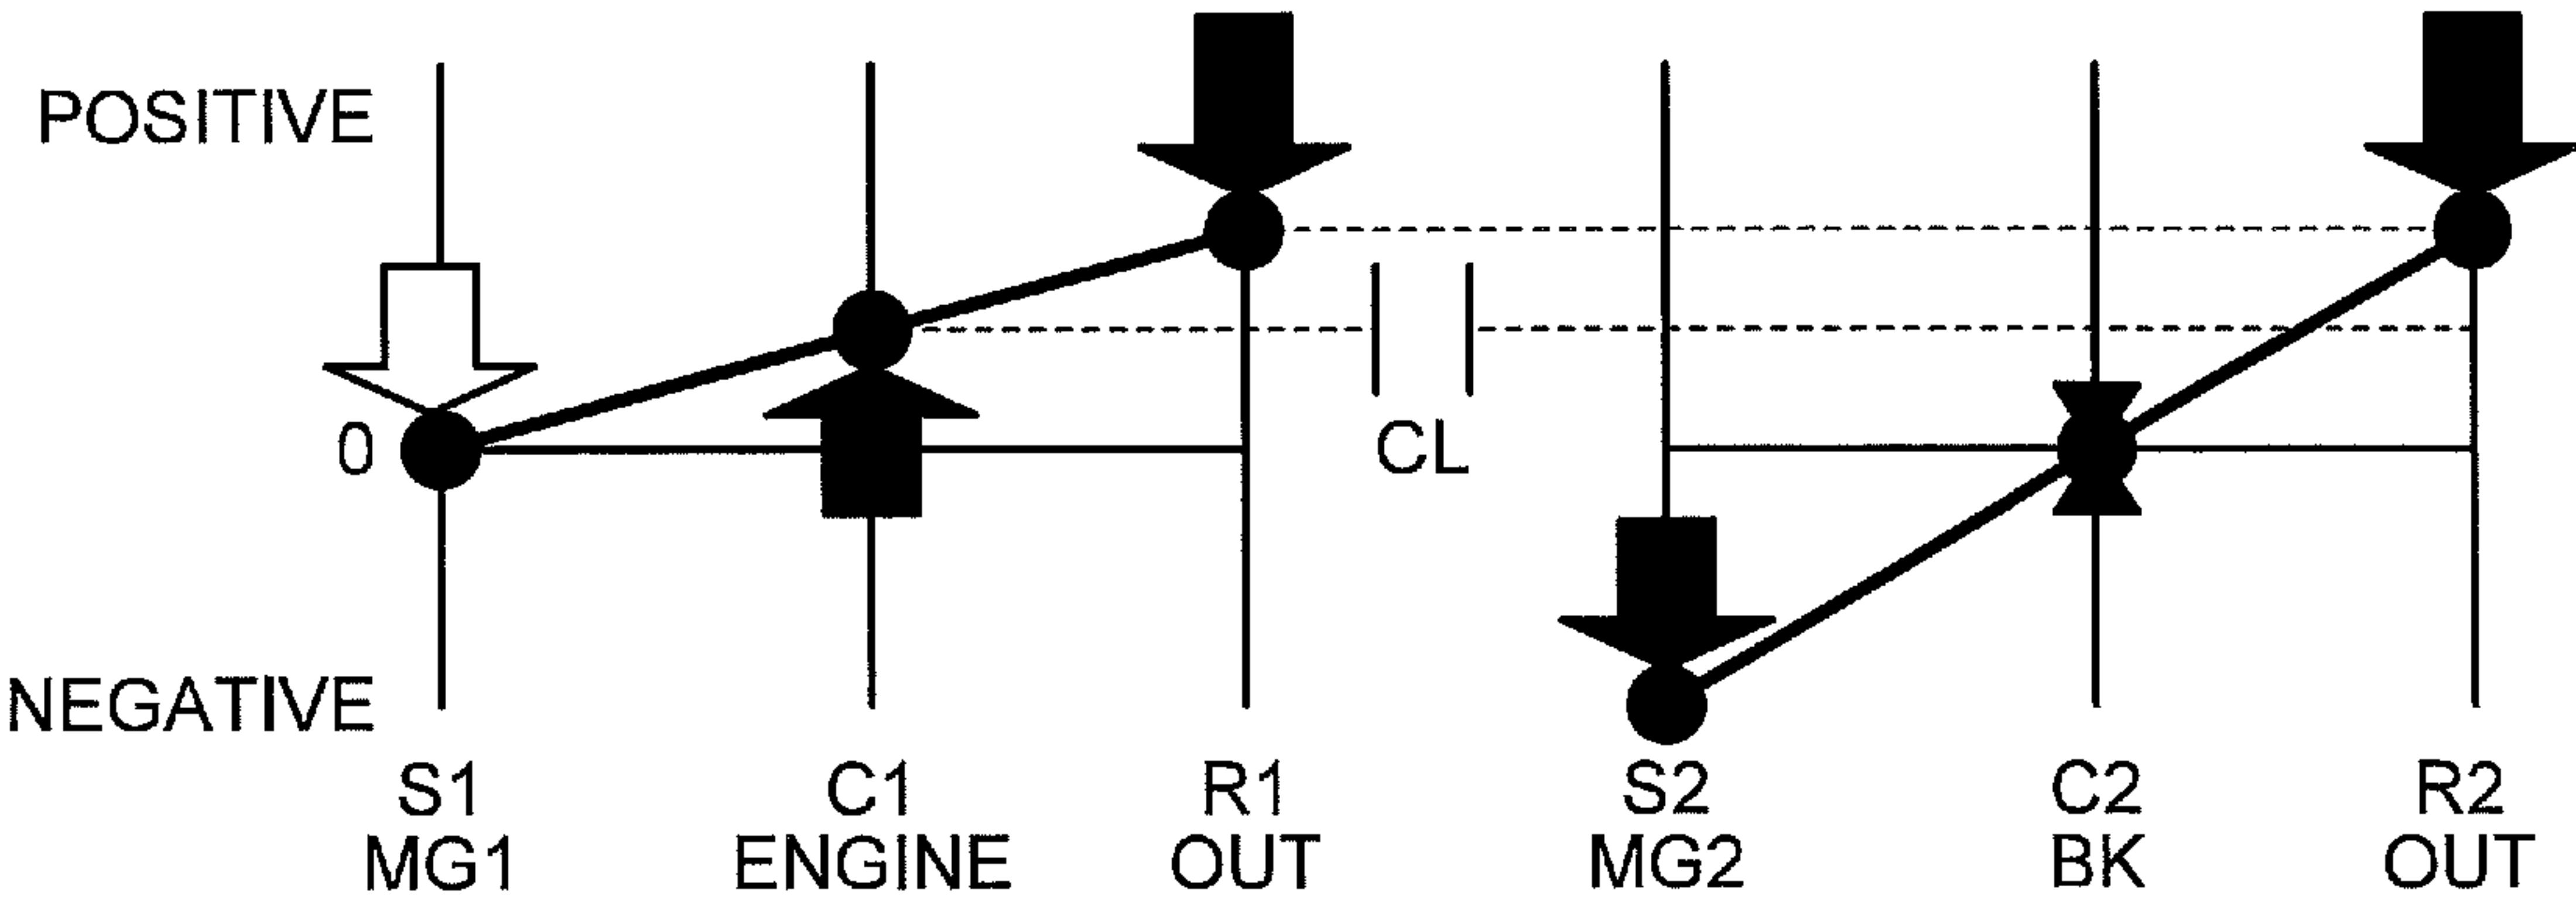 POSITIVE
0
CL
NEGATIVE
S1 C1 R1 S2 C2 R2
MG1 ENGINE OUT MG2 BK OUT